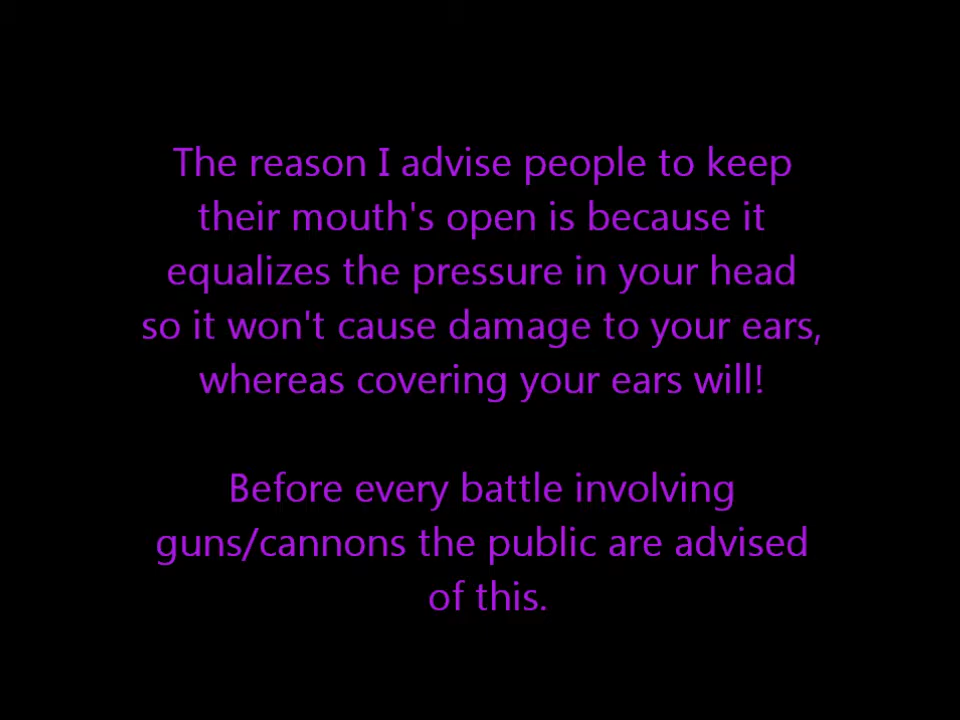 The reason I advise people to keep
their mouth's open is because it
equalizes the pressure in your head
so it won't cause damage to your ears,
whereas covering your ears will!
Before every battle involving
guns/cannons the public are advised
of this.